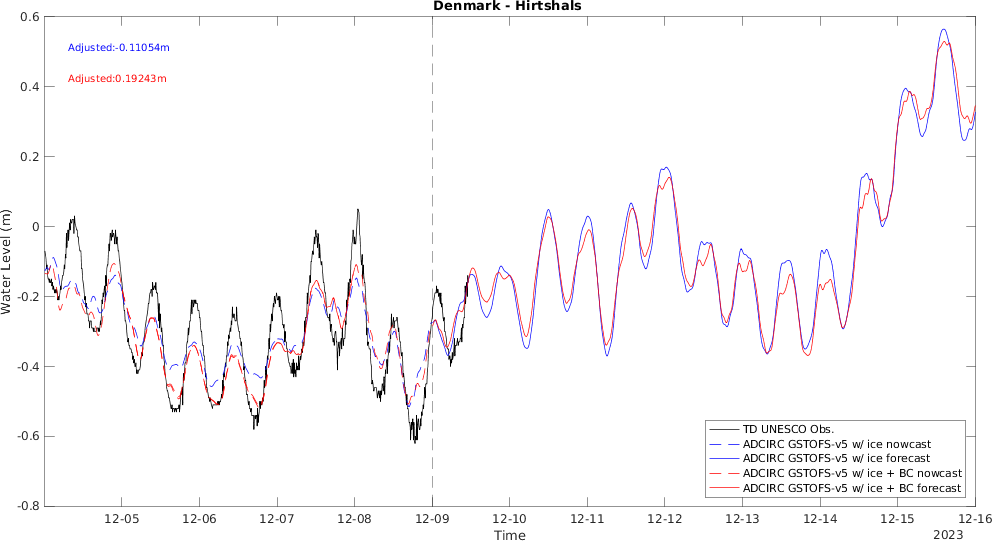 Denmark - Hirtshals
Adjusted:-0.11054m
Adjusted:0.19243m
Water Level (m)
0.6
0.4
0.2
0
-0.2
-0.4
-0.6
-0.8
TD UNESCO Obs.
ADCIRC GSTOFS-v5 w/ ice nowcast
ADCIRC GSTOFS-v5 w/ ice forecast
ADCIRC GSTOFS-v5 w/ ice + BC nowcast
ADCIRC GSTOFS-v5 w/ ice + BC forecast
12-05 12-06 12-07 12-08 12-09 12-10 12-11 12-12 12-13 12-14 12-15 12-16
Time
2023